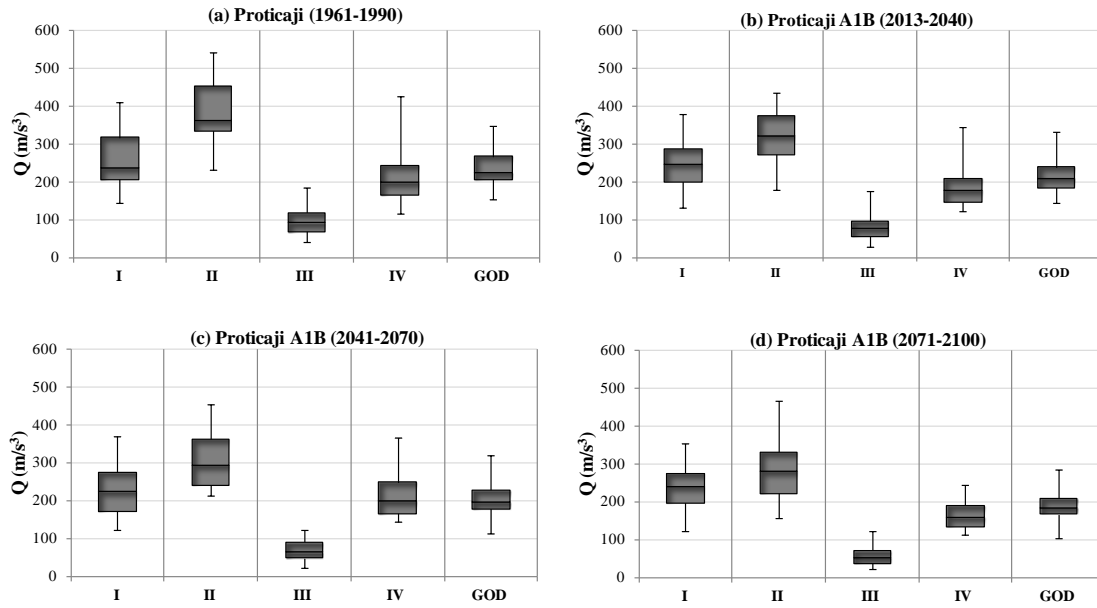 (a) Proticaji (1961-1990)
Q (m/s³)
600
500
400
300
200
100
0
I II III IV GOD
(b) Proticaji A1B (2013-2040)
Q (m/s³)
600
500
400
300
200
100
0
I II III IV GOD
(c) Proticaji A1B (2041-2070)
Q (m/s³)
600
500
400
300
200
100
0
I II III IV GOD
(d) Proticaji A1B (2071-2100)
Q (m/s³)
600
500
400
300
200
100
0
I II III IV GOD